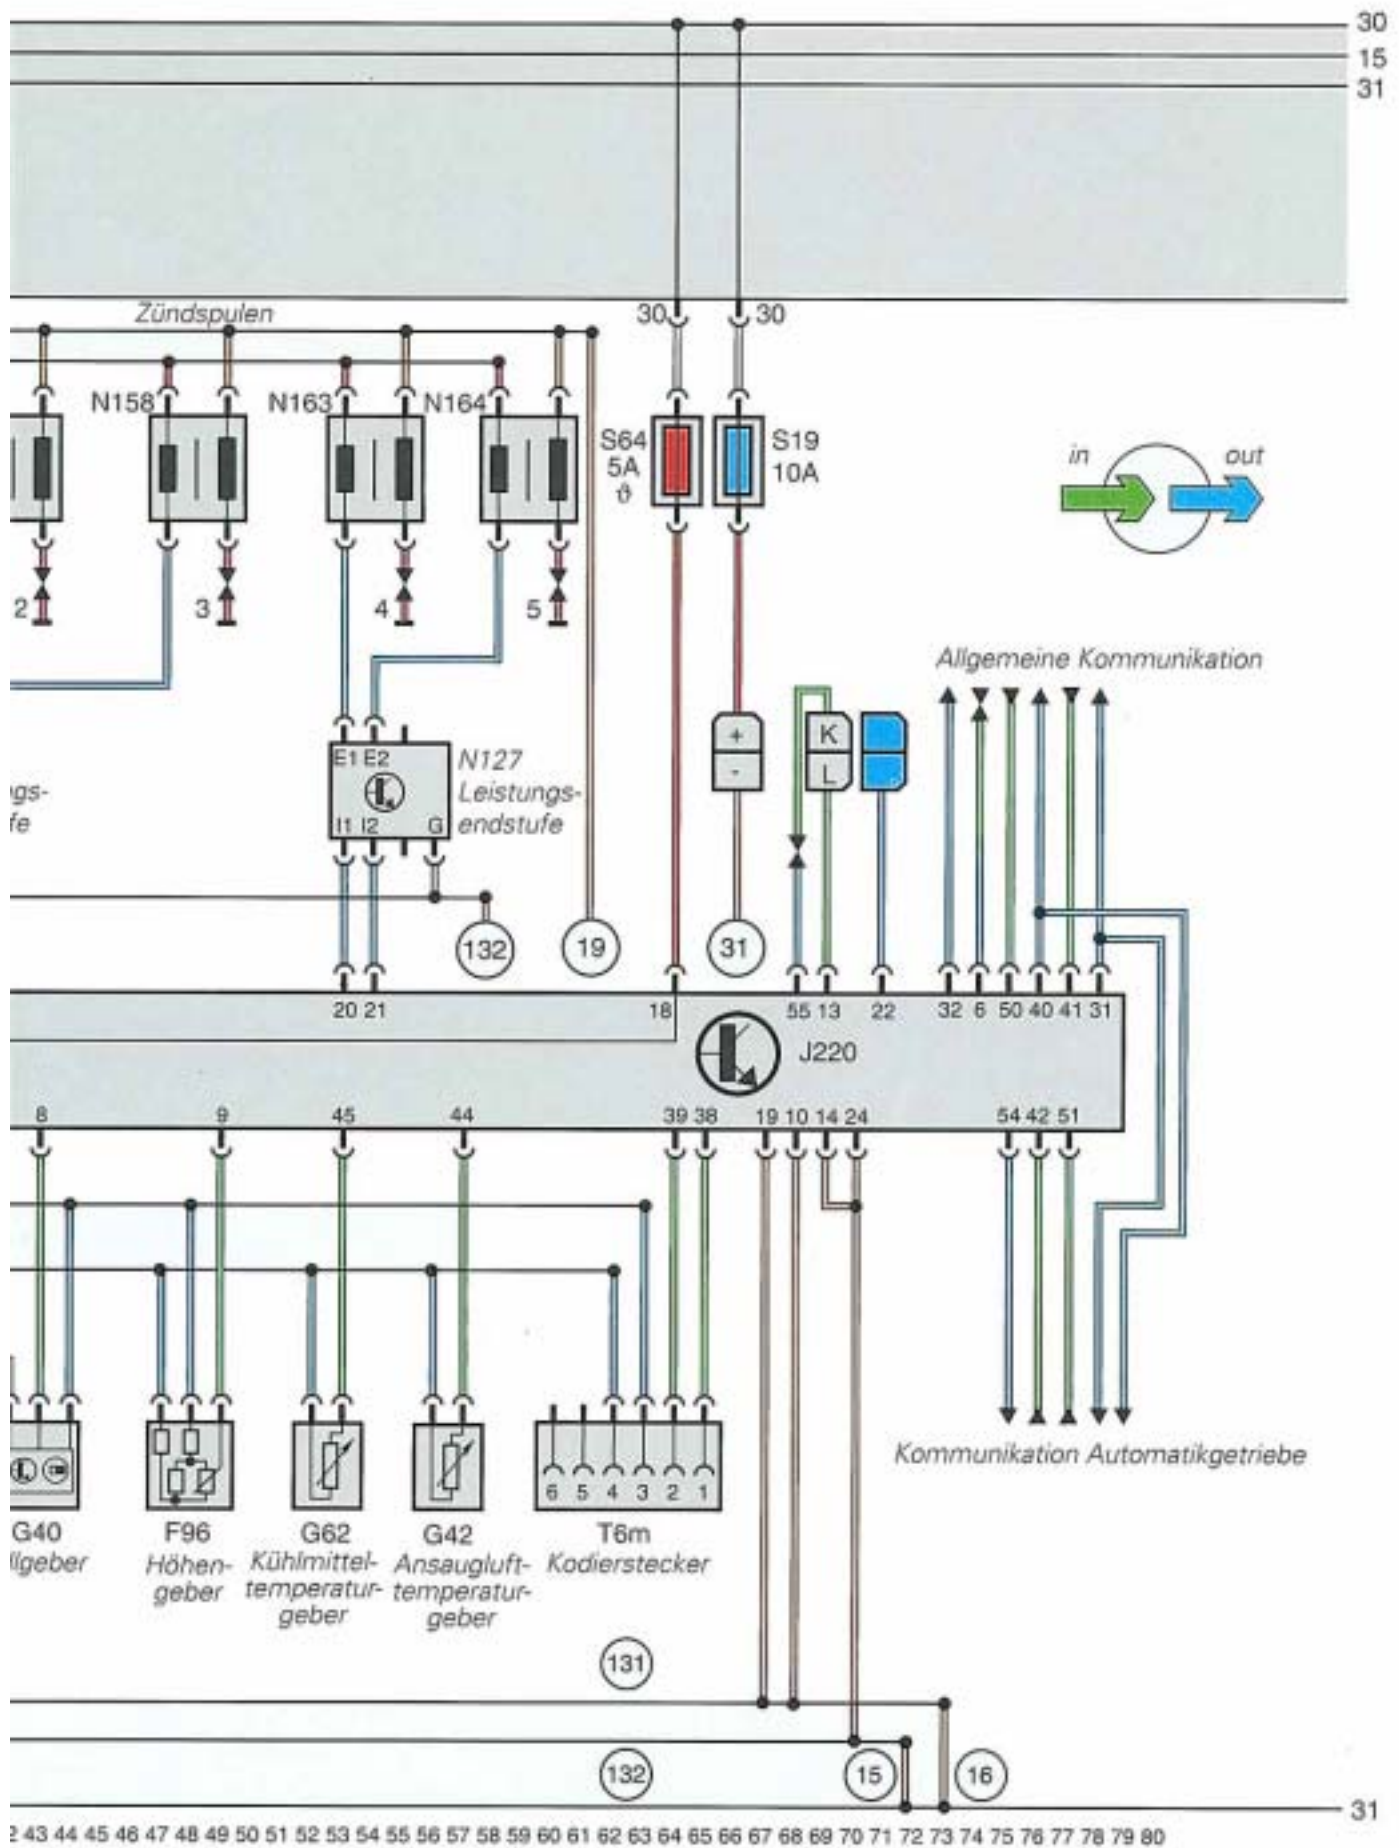 30
15
31
Zündspulen
30 30
N158 N163 N164
S64
5A
ϑ
S19
10A
in out
2 3 4 5
Allgemeine Kommunikation
+ K
- L
E1 E2
I1 I2 G
N127
Leistungs-
endstufe
132 19 31
20 21 18 55 13 22 32 6 50 40 41 31
J220
8 9 45 44 39 38 19 10 14 24 54 42 51
Kommunikation Automatikgetriebe
6 5 4 3 2 1
G40
F96
Höhen-
geber
G62
Kühlmittel-
temperatur-
geber
G42
Ansaugluft-
temperatur-
geber
T6m
Kodierstecker
131
132 15 16
31
43 44 45 46 47 48 49 50 51 52 53 54 55 56 57 58 59 60 61 62 63 64 65 66 67 68 69 70 71 72 73 74 75 76 77 78 79 80